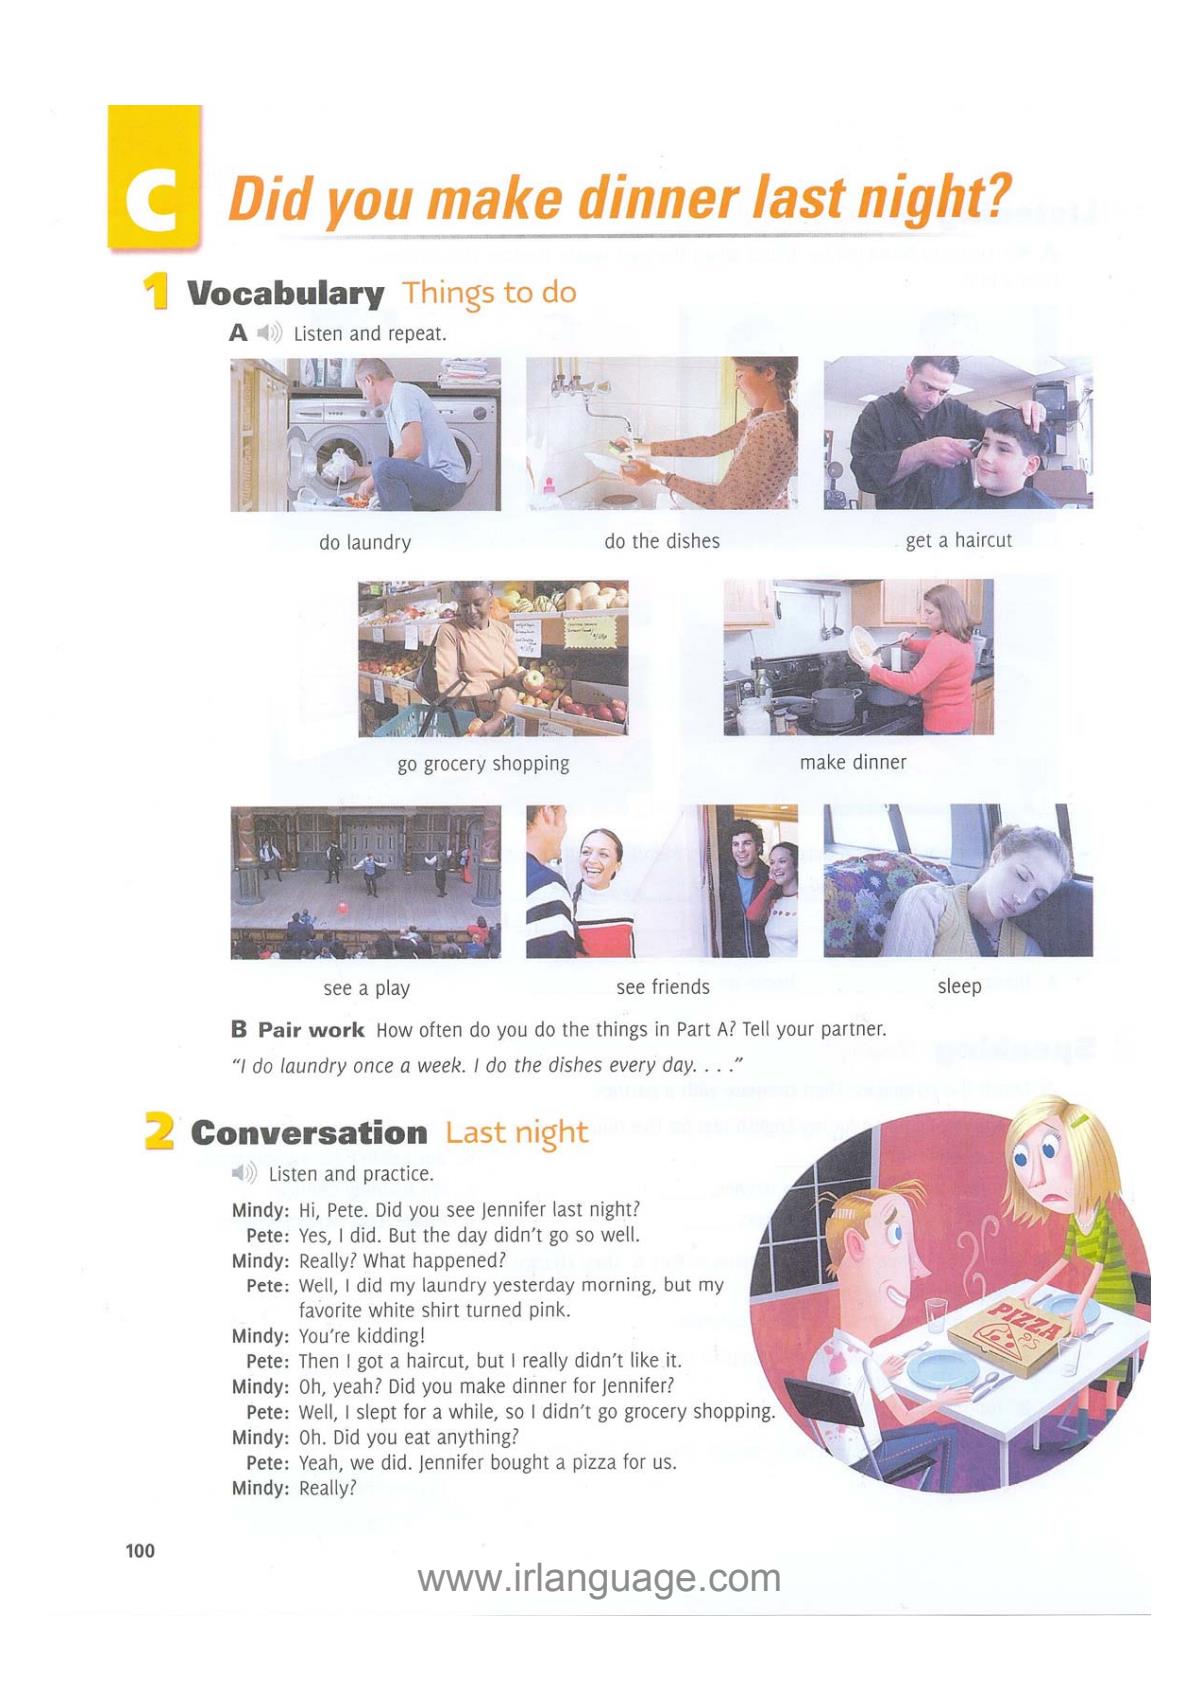 C
Did you make dinner last night?
1 Vocabulary Things to do
A Listen and repeat.
do laundry
do the dishes
get a haircut
go grocery shopping
make dinner
see a play
see friends
sleep
B Pair work How often do you do the things in Part A? Tell your partner.
“I do laundry once a week. I do the dishes every day. . . .”
2 Conversation Last night
Listen and practice.
Mindy: Hi, Pete. Did you see Jennifer last night?
Pete: Yes, I did. But the day didn’t go so well.
Mindy: Really? What happened?
Pete: Well, I did my laundry yesterday morning, but my
favorite white shirt turned pink.
Mindy: You’re kidding!
Pete: Then I got a haircut, but I really didn’t like it.
Mindy: Oh, yeah? Did you make dinner for Jennifer?
Pete: Well, I slept for a while, so I didn’t go grocery shopping.
Mindy: Oh. Did you eat anything?
Pete: Yeah, we did. Jennifer bought a pizza for us.
Mindy: Really?
PIZZA
100
www.irlanguage.com